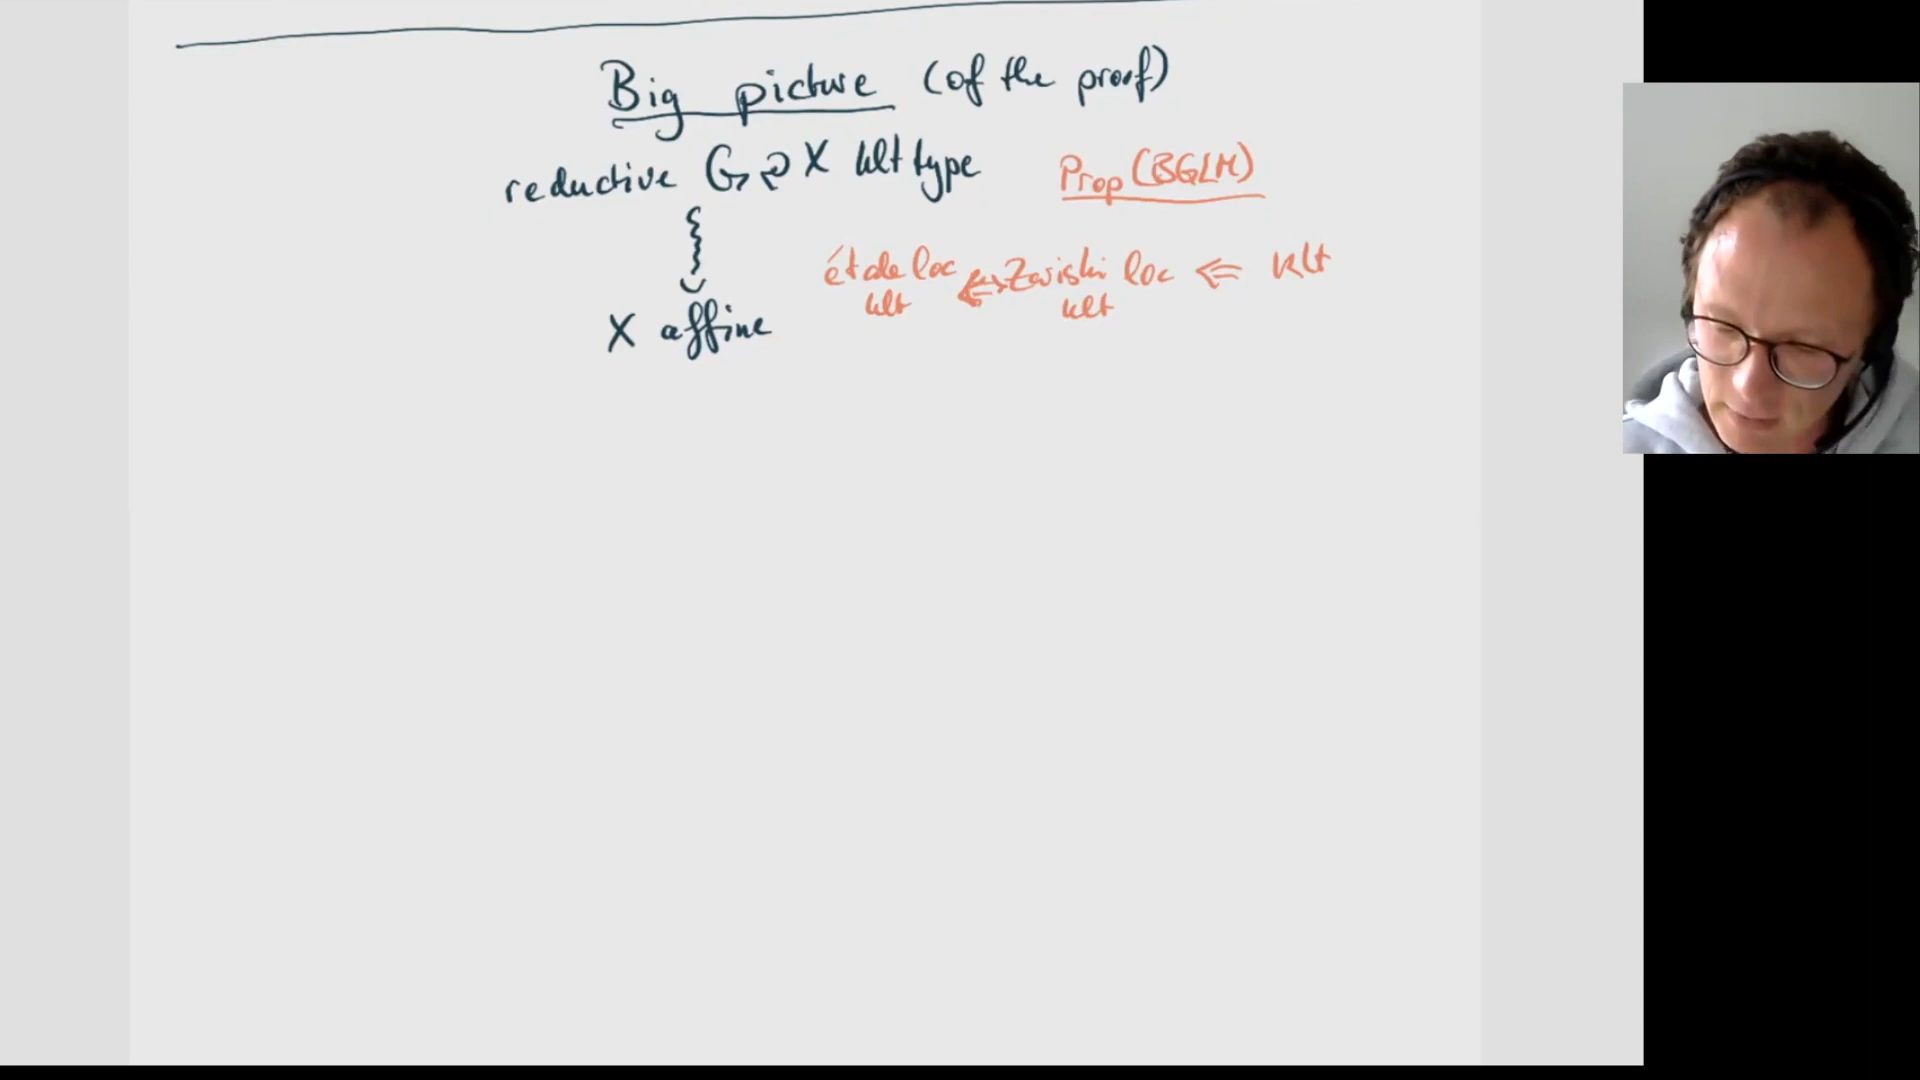 Big picture (of the proof)
reductive G ⤾ X klt type
Prop (BGLM)
étale loc klt ⇐ Zariski loc klt ⇐ klt
X affine